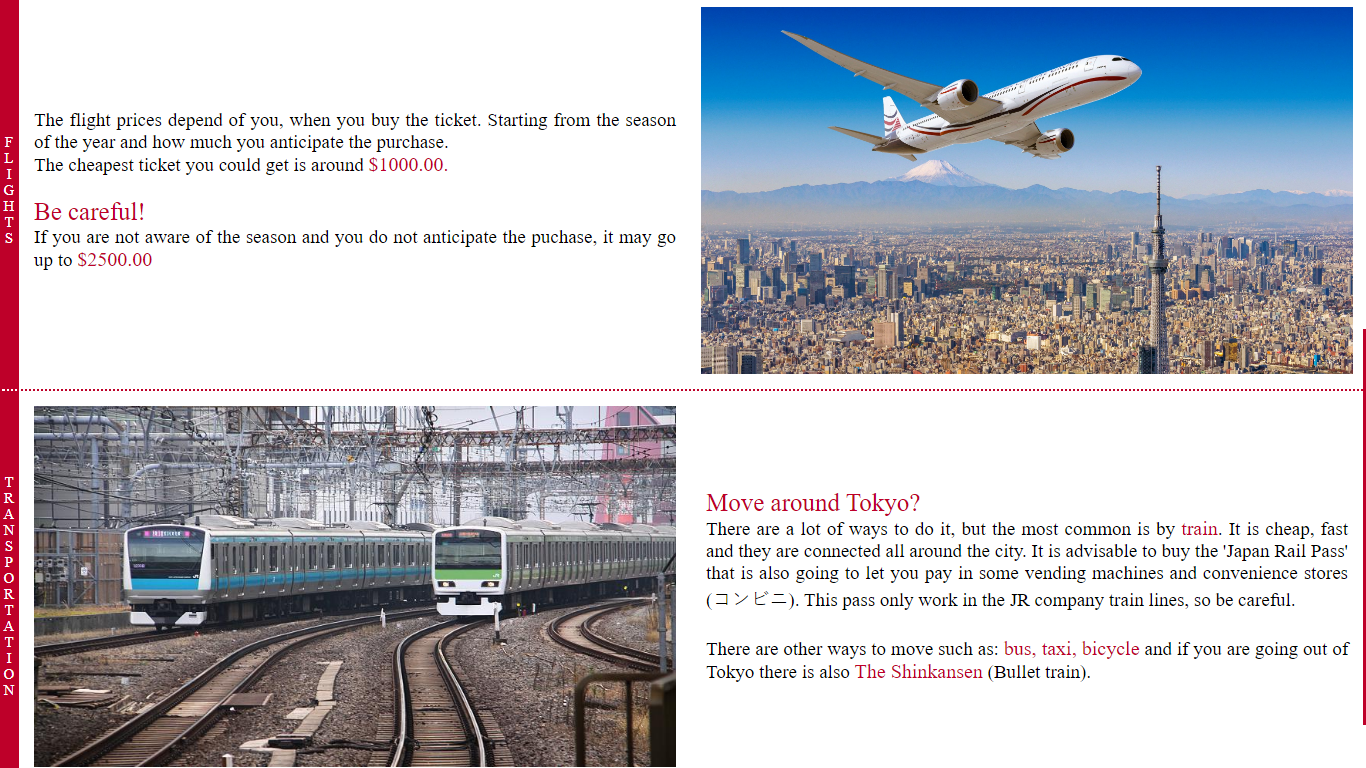 FLIGHTS
The flight prices depend of you, when you buy the ticket. Starting from the season
of the year and how much you anticipate the purchase.
The cheapest ticket you could get is around $1000.00.
Be careful!
If you are not aware of the season and you do not anticipate the puchase, it may go
up to $2500.00
TRANSPORTATION
Move around Tokyo?
There are a lot of ways to do it, but the most common is by train. It is cheap, fast
and they are connected all around the city. It is advisable to buy the 'Japan Rail Pass'
that is also going to let you pay in some vending machines and convenience stores
(コンビニ). This pass only work in the JR company train lines, so be careful.
There are other ways to move such as: bus, taxi, bicycle and if you are going out of
Tokyo there is also The Shinkansen (Bullet train).